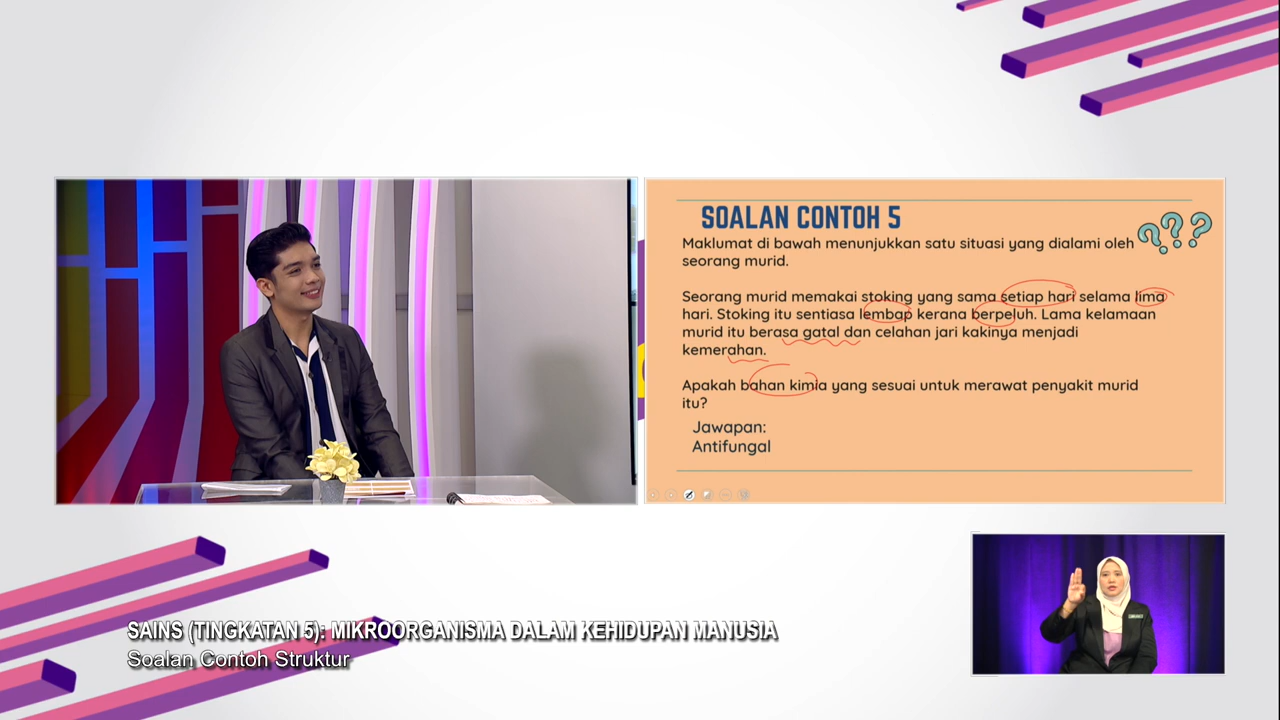 SOALAN CONTOH 5
Maklumat di bawah menunjukkan satu situasi yang dialami oleh
seorang murid.
Seorang murid memakai stoking yang sama setiap hari selama lima
hari. Stoking itu sentiasa lembap kerana berpeluh. Lama kelamaan
murid itu berasa gatal dan celahan jari kakinya menjadi
kemerahan.
Apakah bahan kimia yang sesuai untuk merawat penyakit murid
itu?
Jawapan:
Antifungal
SAINS (TINGKATAN 5): MIKROORGANISMA DALAM KEHIDUPAN MANUSIA
Soalan Contoh Struktur